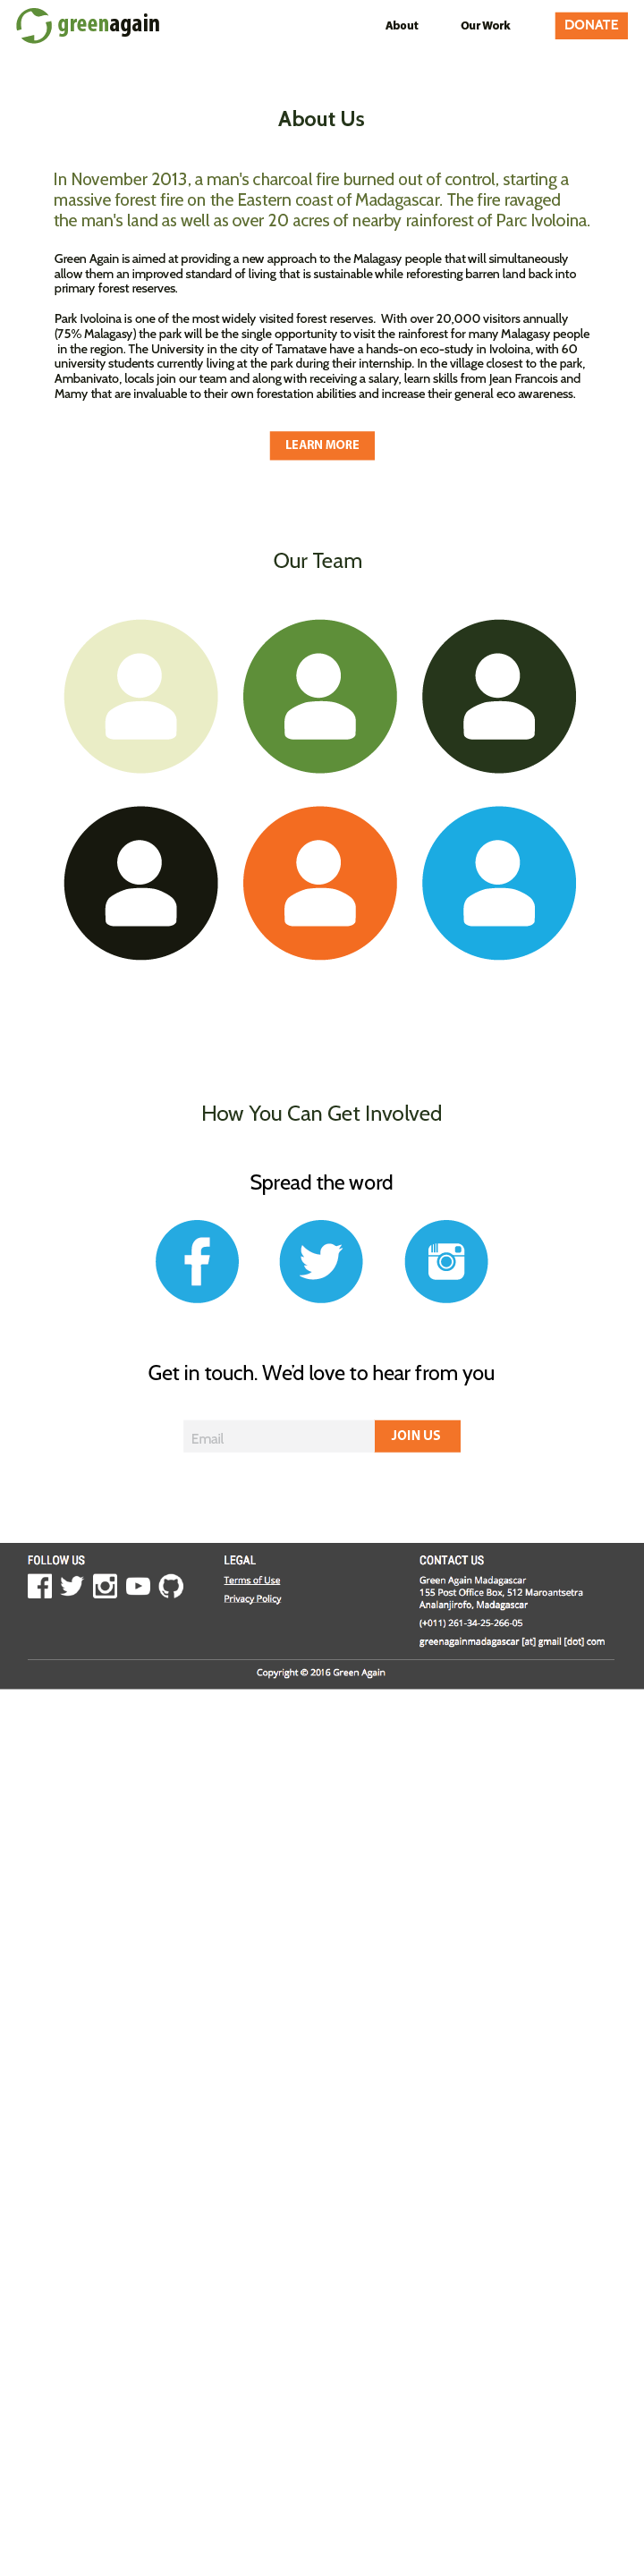 greenagain
About
Our Work
DONATE
About Us
In November 2013, a man's charcoal fire burned out of control, starting a
massive forest fire on the Eastern coast of Madagascar. The fire ravaged
the man's land as well as over 20 acres of nearby rainforest of Parc Ivoloina.
Green Again is aimed at providing a new approach to the Malagasy people that will simultaneously
allow them an improved standard of living that is sustainable while reforesting barren land back into
primary forest reserves.
Park Ivoloina is one of the most widely visited forest reserves. With over 20,000 visitors annually
(75% Malagasy) the park will be the single opportunity to visit the rainforest for many Malagasy people
in the region. The University in the city of Tamatave have a hands-on eco-study in Ivoloina, with 60
university students currently living at the park during their internship. In the village closest to the park,
Ambanivato, locals join our team and along with receiving a salary, learn skills from Jean Francois and
Mamy that are invaluable to their own forestation abilities and increase their general eco awareness.
LEARN MORE
Our Team
How You Can Get Involved
Spread the word
Get in touch. We'd love to hear from you
Email
JOIN US
FOLLOW US
LEGAL
Terms of Use
Privacy Policy
CONTACT US
Green Again Madagascar
155 Post Office Box, 512 Maroantsetra
Analanjirofo, Madagascar
(+011) 261-34-25-266-05
greenagainmadagascar [at] gmail [dot] com
Copyright © 2016 Green Again